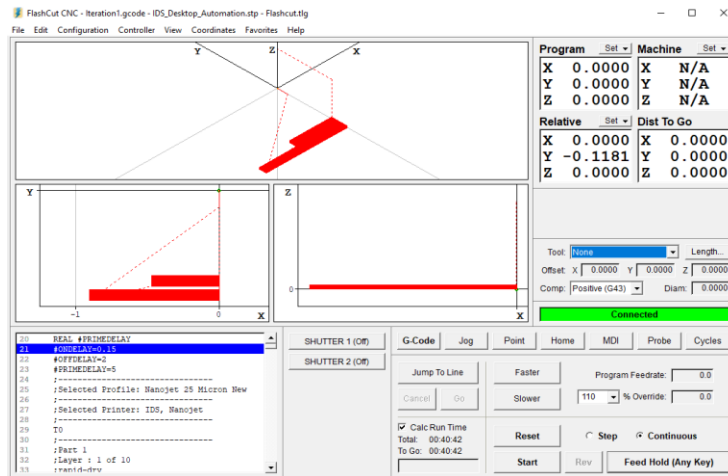 FlashCut CNC - Iteration1.gcode - IDS_Desktop_Automation.stp - Flashcut.tlg
File Edit Configuration Controller View Coordinates Favorites Help
Y Z X
Program Set Machine Set
X 0.0000 X N/A
Y 0.0000 Y N/A
Z 0.0000 Z N/A
Relative Set Dist To Go
X 0.0000 X 0.0000
Y -0.1181 Y 0.0000
Z 0.0000 Z 0.0000
Y
-1 0 X
Z
0
X
Tool: None Length...
Offset: X 0.0000 Y 0.0000 Z 0.0000
Comp: Positive (G43) Diam: 0.0000
Connected
20 REAL #PRIMEDELAY
21 #ONDELAY=0.15
22 #OFFDELAY=2
23 #PRIMEDELAY=5
24 ;--------------------------------
25 ;Selected Profile: Nanojet 25 Micron New
26 ;--------------------------------
27 ;Selected Printer: IDS, Nanojet
28 ;--------------------------------
29 T0
30 ;--------------------------------
31 ;Part 1
32 ;Layer : 1 of 10
33 ;rapid-dry
SHUTTER 1 (Off)
SHUTTER 2 (Off)
G-Code Jog Point Home MDI Probe Cycles
Jump To Line
Cancel Go
Faster
Slower
Program Feedrate: 0.0
110 % Override: 0.0
Calc Run Time
Total: 00:40:42
To Go: 00:40:42
Reset Step Continuous
Start Rev Feed Hold (Any Key)